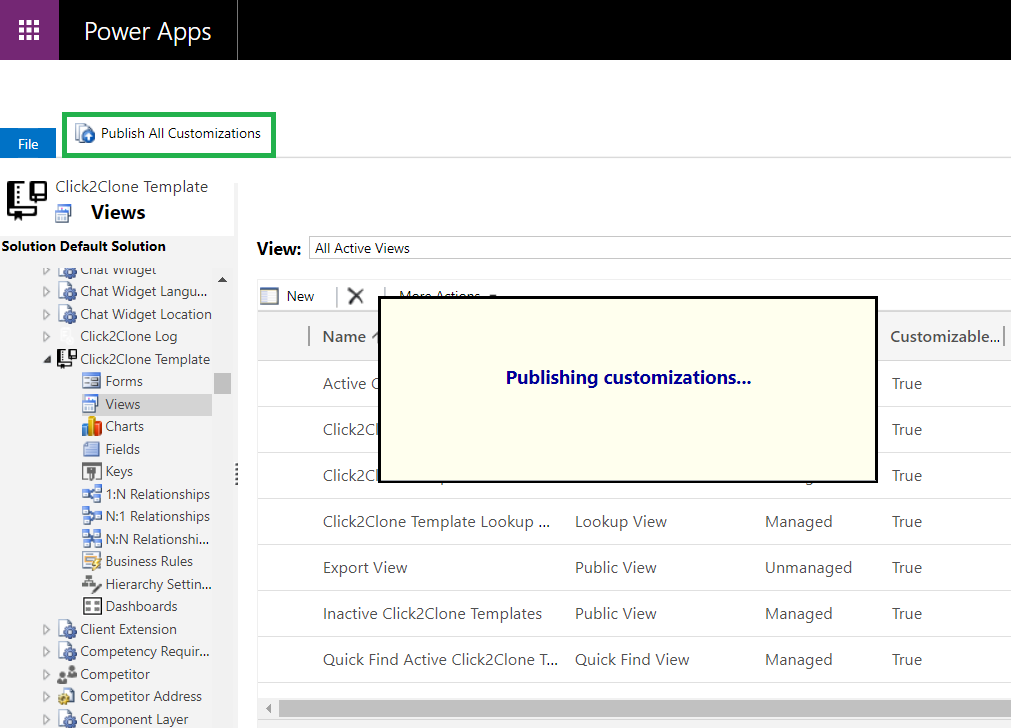 Power Apps
File
Publish All Customizations
Click2Clone Template
Views
Solution Default Solution
Chat Widget
Chat Widget Langu...
Chat Widget Location
Click2Clone Log
Click2Clone Template
Forms
Views
Charts
Fields
Keys
1:N Relationships
N:1 Relationships
N:N Relationshi...
Business Rules
Hierarchy Settin...
Dashboards
Client Extension
Competency Requir...
Competitor
Competitor Address
Component Layer
View: All Active Views
New More Actions
Name Customizable...
Publishing customizations...
Active True
Click2Cl True
Click2Cl True
Click2Clone Template Lookup ... Lookup View Managed True
Export View Public View Unmanaged True
Inactive Click2Clone Templates Public View Managed True
Quick Find Active Click2Clone T... Quick Find View Managed True